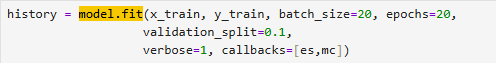 history = model.fit(x_train, y_train, batch_size=20, epochs=20,
validation_split=0.1,
verbose=1, callbacks=[es,mc])